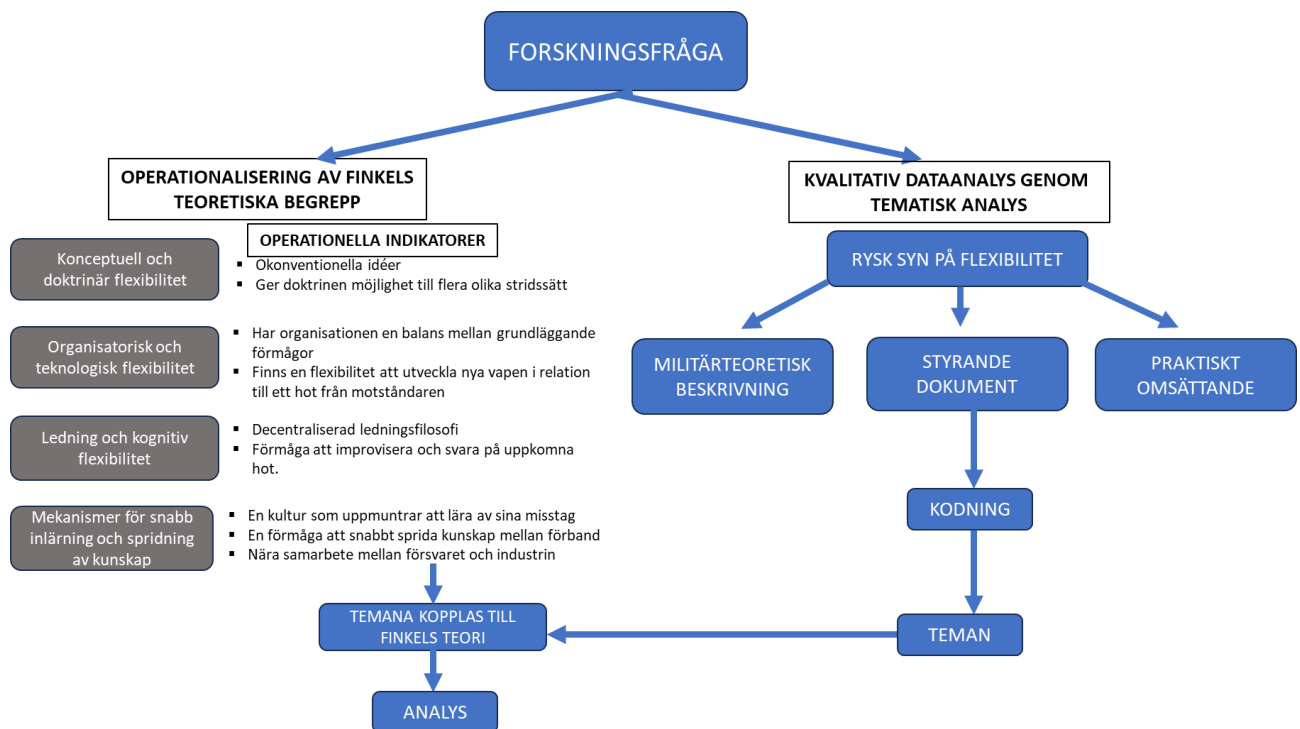 FORSKNINGSFRÅGA
OPERATIONALISERING AV FINKELS
TEORETISKA BEGREPP
OPERATIONELLA INDIKATORER
Konceptuell och
doktrinär flexibilitet
▪ Okonventionella idéer
▪ Ger doktrinen möjlighet till flera olika stridssätt
Organisatorisk och
teknologisk flexibilitet
▪ Har organisationen en balans mellan grundläggande
förmågor
▪ Finns en flexibilitet att utveckla nya vapen i relation
till ett hot från motståndaren
Ledning och kognitiv
flexibilitet
▪ Decentraliserad ledningsfilosofi
▪ Förmåga att improvisera och svara på uppkomna
hot.
Mekanismer för snabb
inlärning och spridning
av kunskap
▪ En kultur som uppmuntrar att lära av sina misstag
▪ En förmåga att snabbt sprida kunskap mellan förband
▪ Nära samarbete mellan försvaret och industrin
KVALITATIV DATAANALYS GENOM
TEMATISK ANALYS
RYSK SYN PÅ FLEXIBILITET
MILITÄRTEORETISK
BESKRIVNING
STYRANDE
DOKUMENT
PRAKTISKT
OMSÄTTANDE
KODNING
TEMAN
TEMANA KOPPLAS TILL
FINKELS TEORI
ANALYS